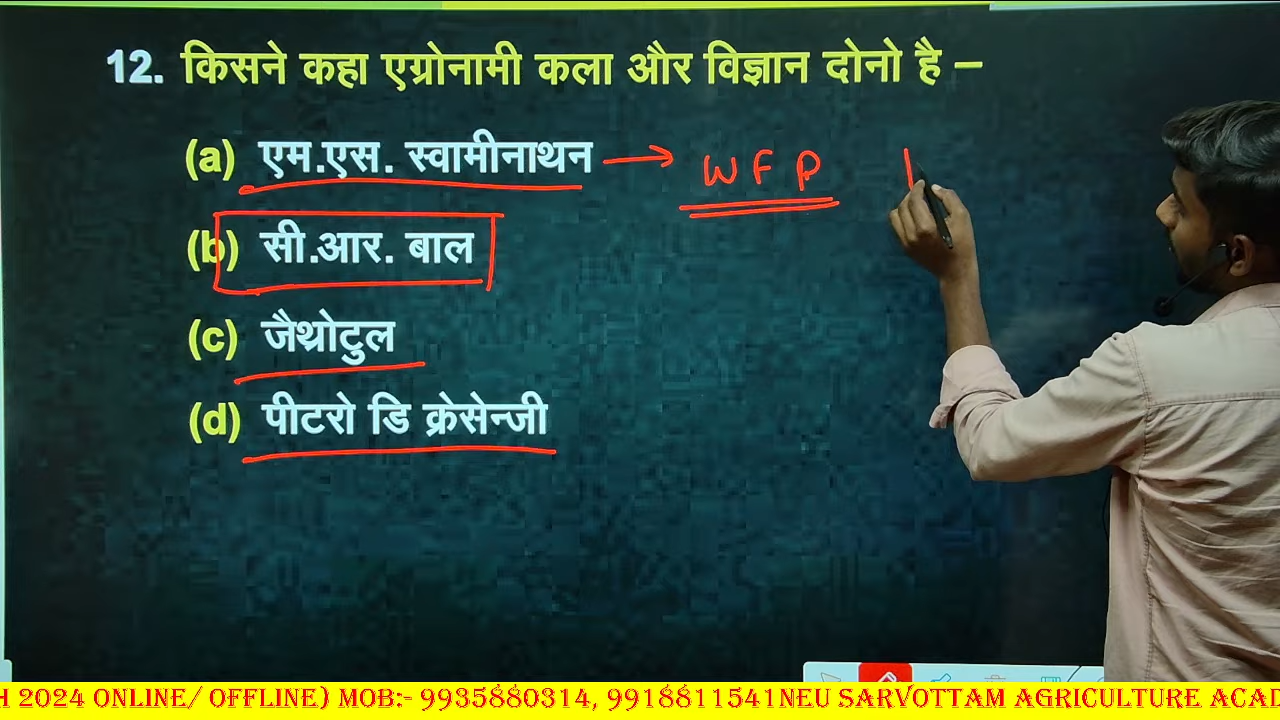 12. किसने कहा एग्रोनामी कला और विज्ञान दोनो है –
(a) एम.एस. स्वामीनाथन → WFP
(b) सी.आर. बाल
(c) जैथ्रोटुल
(d) पीटरो डि क्रेसेन्जी
H 2024 ONLINE/ OFFLINE) MOB:- 9935880314, 9918811541NEU SARVOTTAM AGRICULTURE ACAD